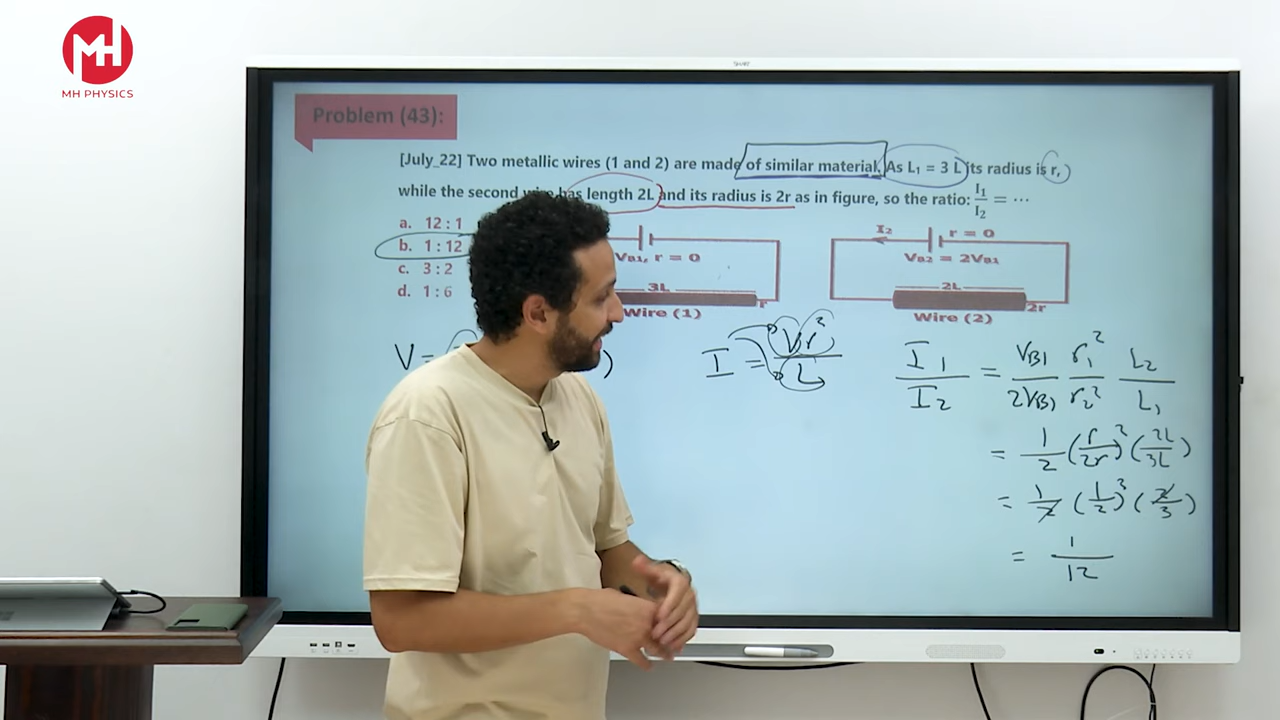 MH
MH PHYSICS
SMART
Problem (43):
[July_22] Two metallic wires (1 and 2) are made of similar material. As L₁ = 3 L its radius is r,
while the second wire has length 2L and its radius is 2r as in figure, so the ratio: I₁/I₂ = ...
a. 12 : 1
b. 1 : 12
c. 3 : 2
d. 1 : 6
VB1, r = 0
3L
r
Wire (1)
I₂
r = 0
VB2 = 2VB1
2L
2r
Wire (2)
V =
)
I = Vr²/L
I₁/I₂ = VB1/2VB1 r₁²/r₂² L₂/L₁
= 1/2 (r/2r)² (2L/3L)
= 1/2 (1/2)² (2/3)
= 1/12